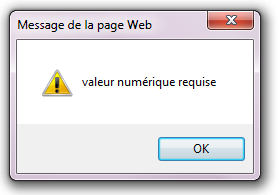 Message de la page Web
valeur numérique requise
OK